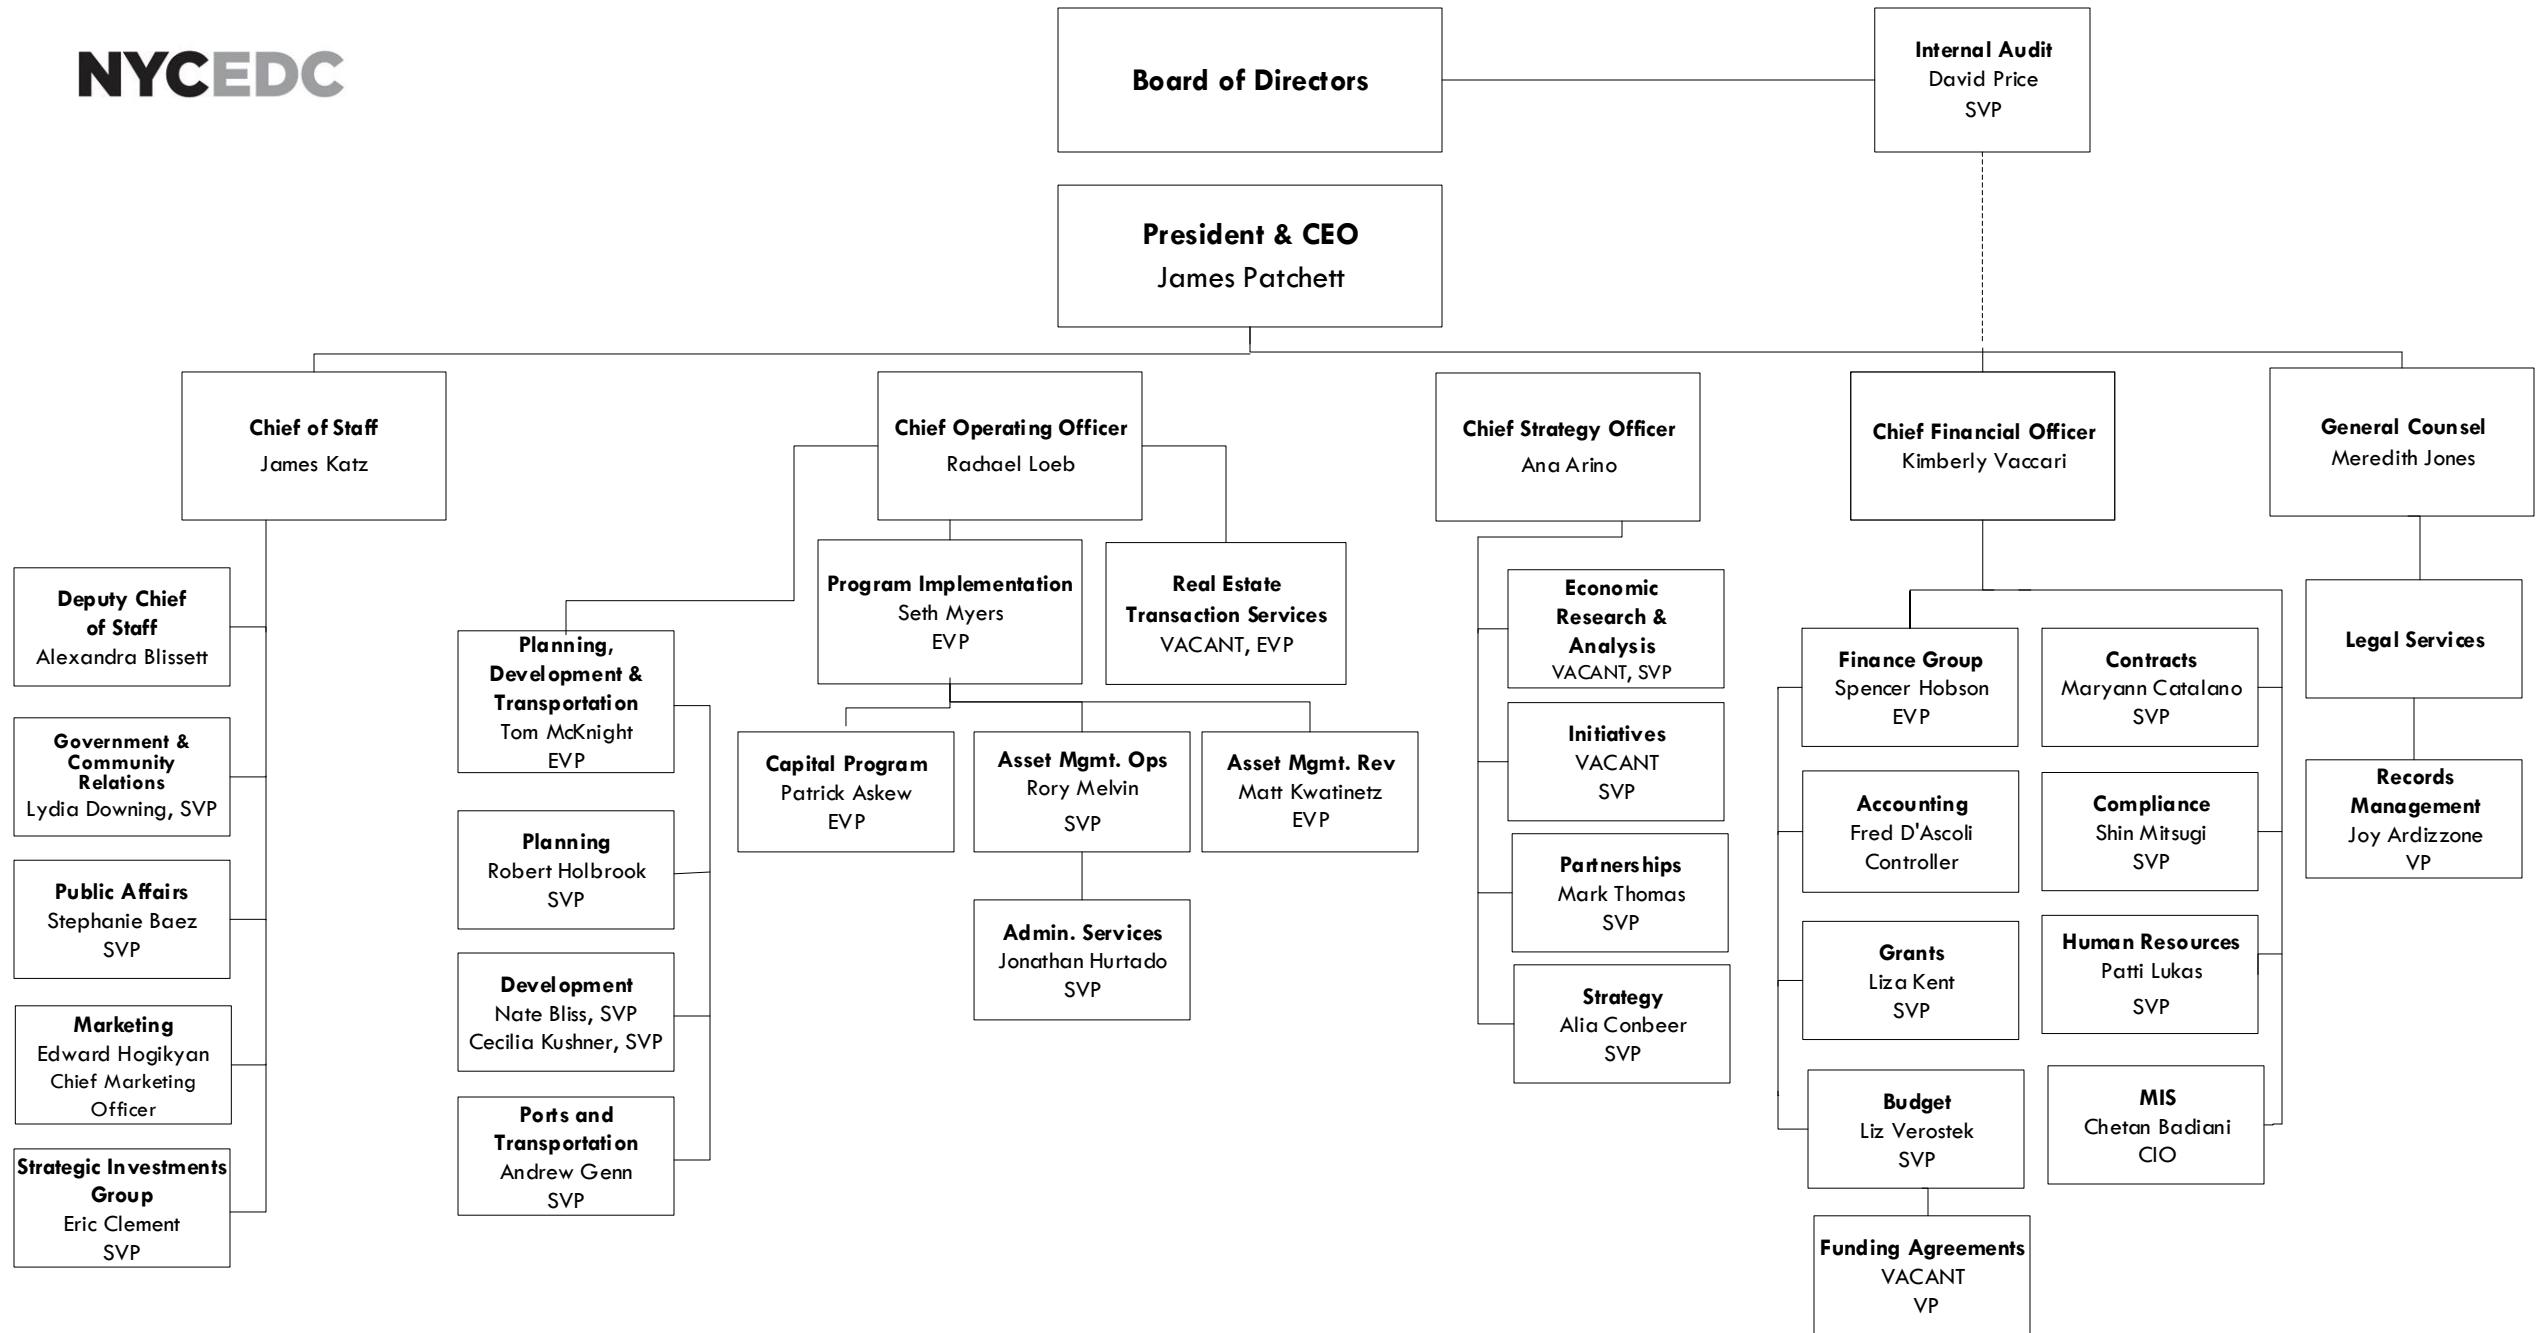 NYCEDC
Board of Directors
Internal Audit
David Price
SVP
President & CEO
James Patchett
Chief of Staff
James Katz
Chief Operating Officer
Rachael Loeb
Chief Strategy Officer
Ana Arino
Chief Financial Officer
Kimberly Vaccari
General Counsel
Meredith Jones
Deputy Chief
of Staff
Alexandra Blissett
Government &
Community
Relations
Lydia Downing, SVP
Public Affairs
Stephanie Baez
SVP
Marketing
Edward Hogikyan
Chief Marketing
Officer
Strategic Investments
Group
Eric Clement
SVP
Planning,
Development &
Transportation
Tom McKnight
EVP
Planning
Robert Holbrook
SVP
Development
Nate Bliss, SVP
Cecilia Kushner, SVP
Ports and
Transportation
Andrew Genn
SVP
Program Implementation
Seth Myers
EVP
Real Estate
Transaction Services
VACANT, EVP
Capital Program
Patrick Askew
EVP
Asset Mgmt. Ops
Rory Melvin
SVP
Asset Mgmt. Rev
Matt Kwatinetz
EVP
Admin. Services
Jonathan Hurtado
SVP
Economic
Research &
Analysis
VACANT, SVP
Initiatives
VACANT
SVP
Partnerships
Mark Thomas
SVP
Strategy
Alia Conbeer
SVP
Finance Group
Spencer Hobson
EVP
Accounting
Fred D'Ascoli
Controller
Grants
Liza Kent
SVP
Budget
Liz Verostek
SVP
Funding Agreements
VACANT
VP
Contracts
Maryann Catalano
SVP
Compliance
Shin Mitsugi
SVP
Human Resources
Patti Lukas
SVP
MIS
Chetan Badiani
CIO
Legal Services
Records
Management
Joy Ardizzone
VP